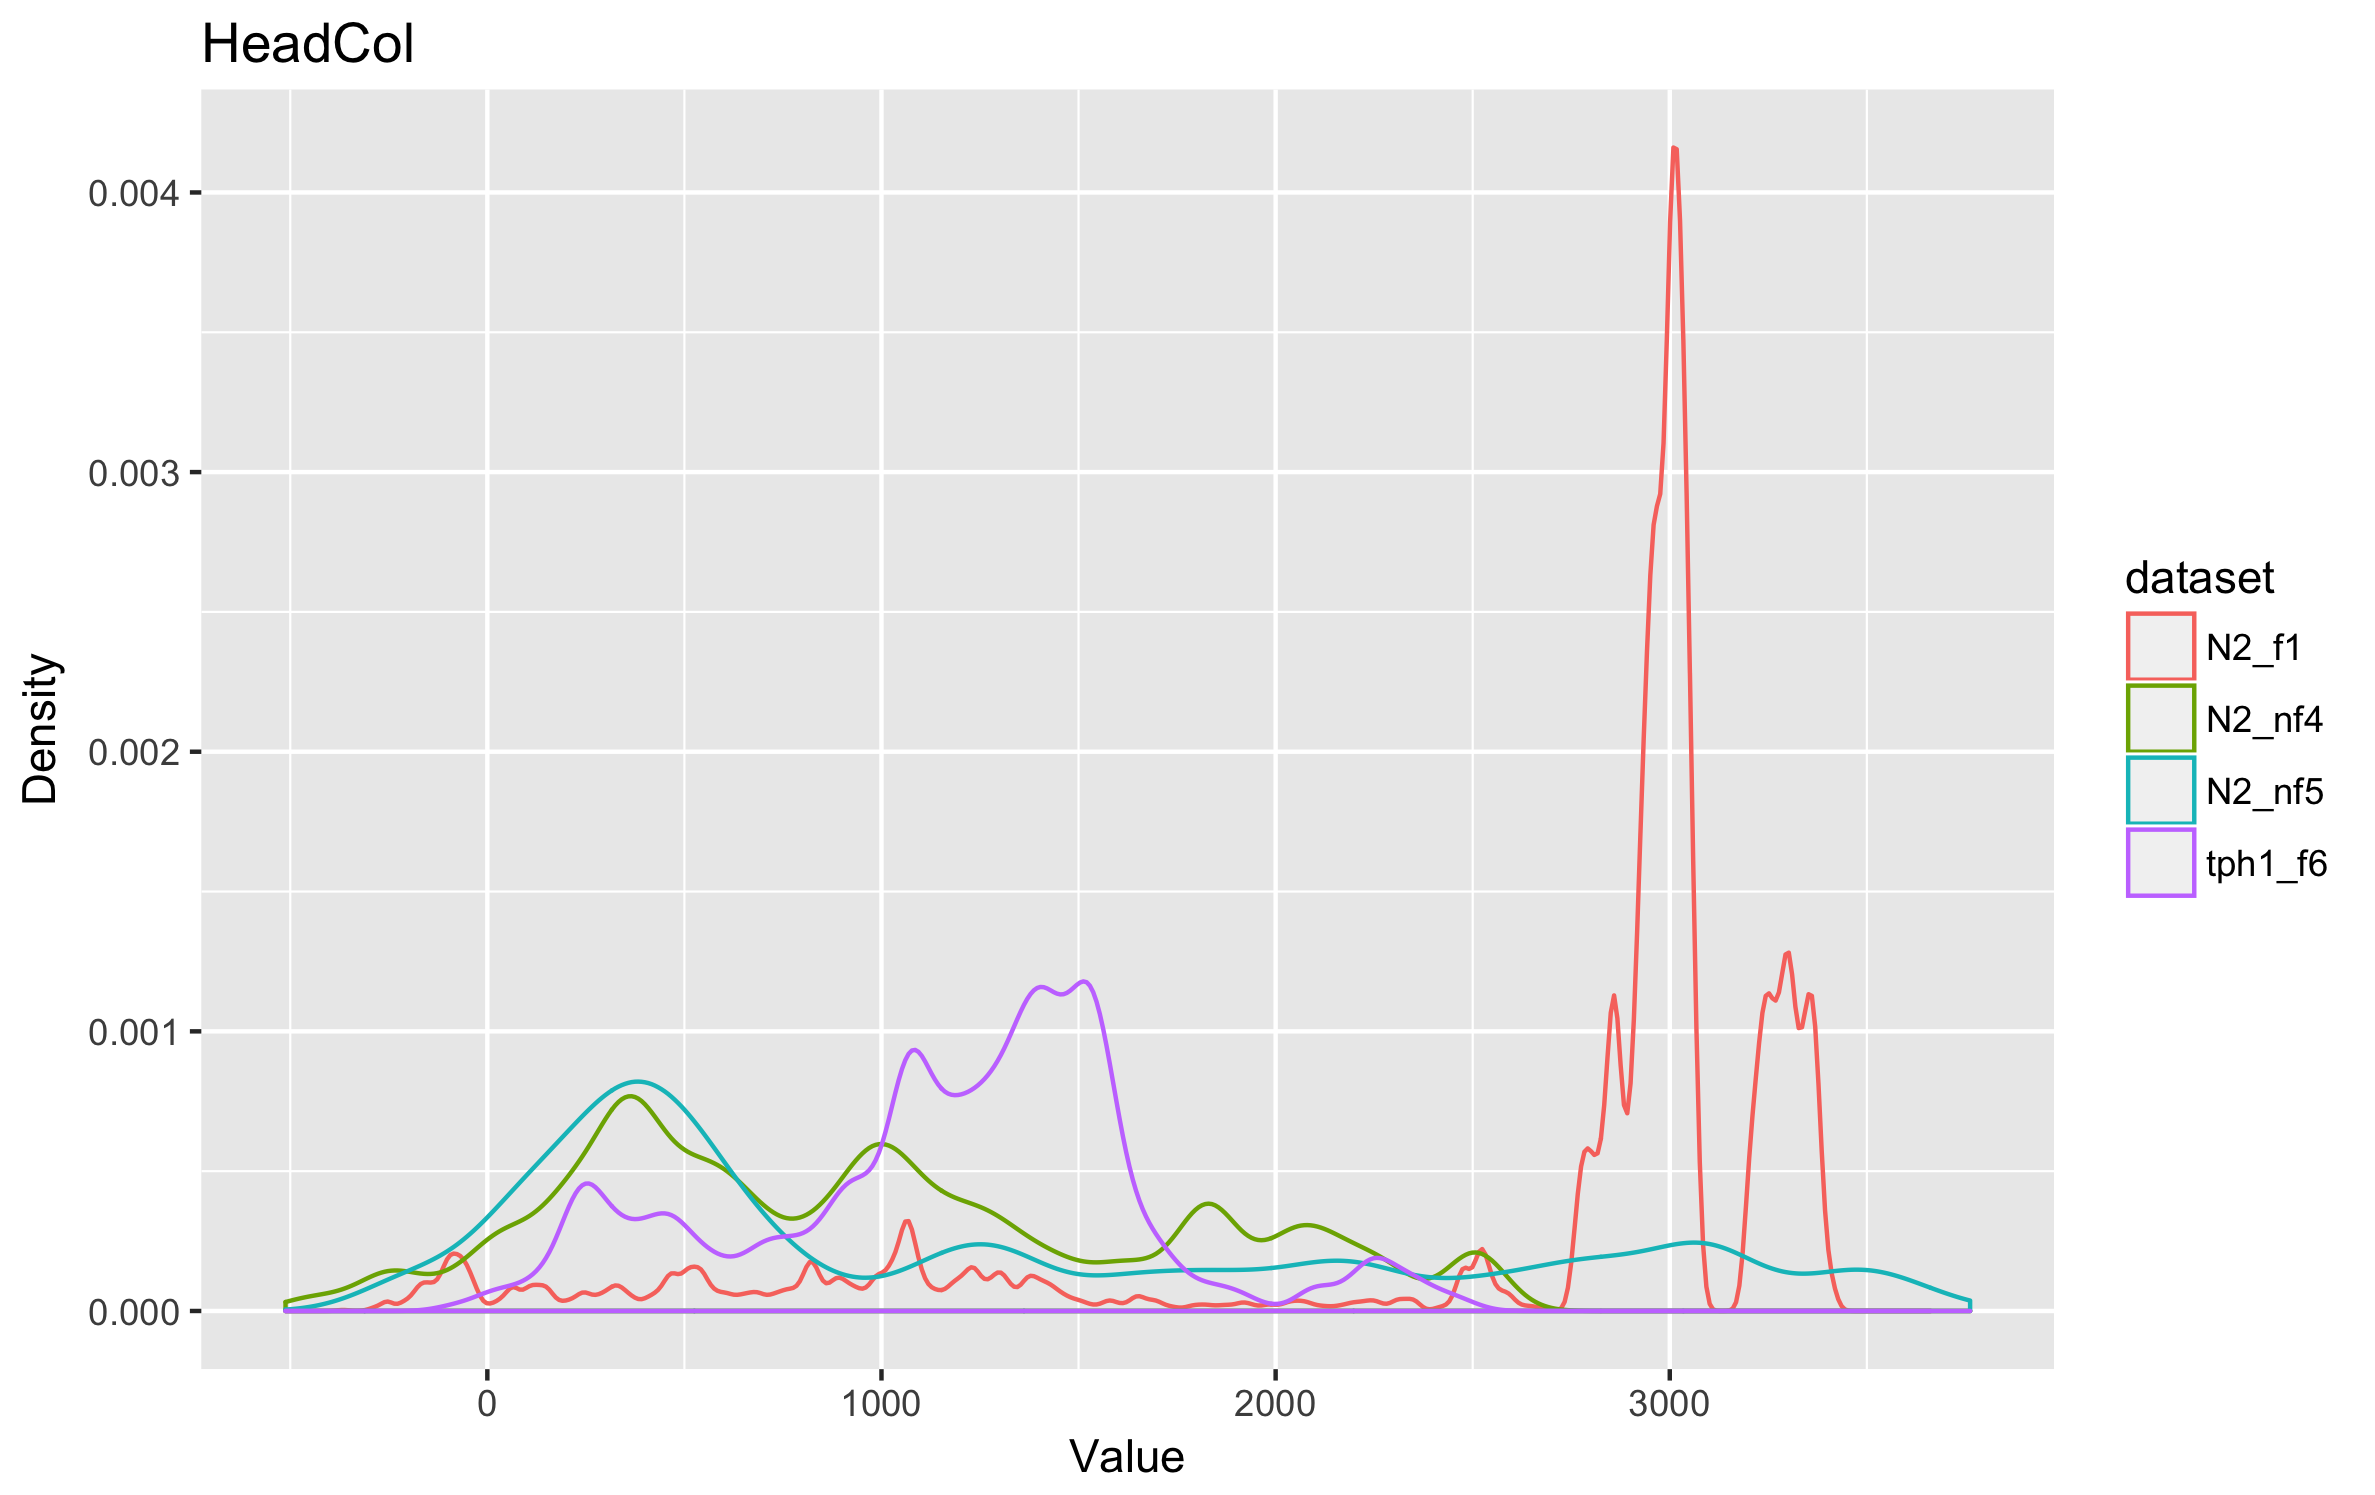 HeadCol
0.004
0.003
0.002
0.001
0.000
Density
0
1000
2000
3000
Value
dataset
N2_f1
N2_nf4
N2_nf5
tph1_f6